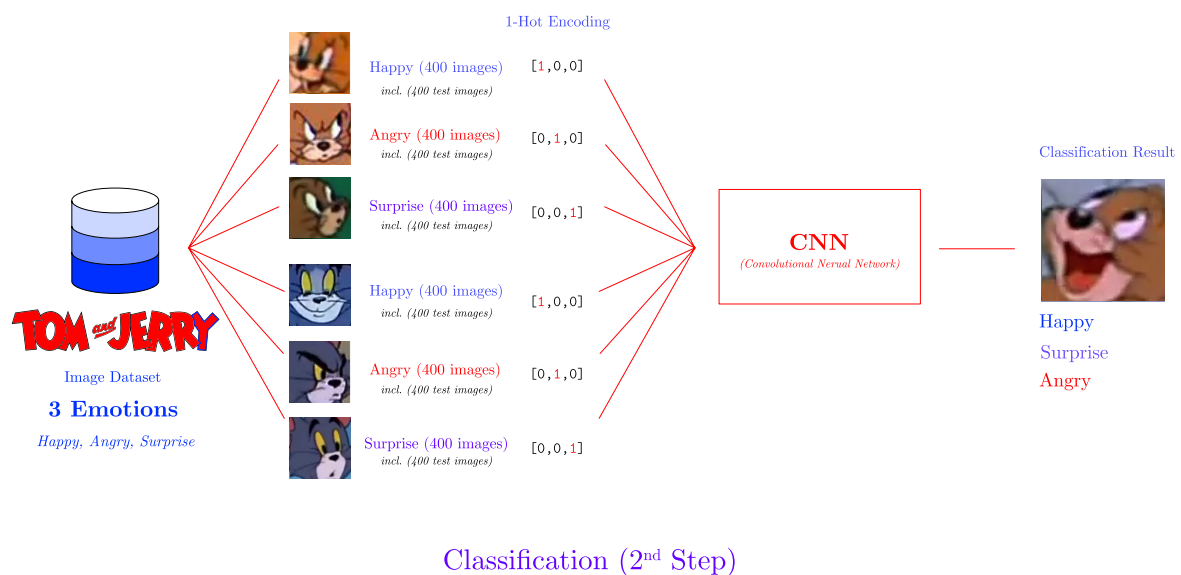 1-Hot Encoding
Happy (400 images) [1,0,0]
incl. (400 test images)
Angry (400 images) [0,1,0]
incl. (400 test images)
Surprise (400 images) [0,0,1]
incl. (400 test images)
Happy (400 images) [1,0,0]
incl. (400 test images)
Angry (400 images) [0,1,0]
incl. (400 test images)
Surprise (400 images) [0,0,1]
incl. (400 test images)
TOM and JERRY
Image Dataset
3 Emotions
Happy, Angry, Surprise
CNN
(Convolutional Nerual Network)
Classification Result
Happy
Surprise
Angry
Classification (2nd Step)